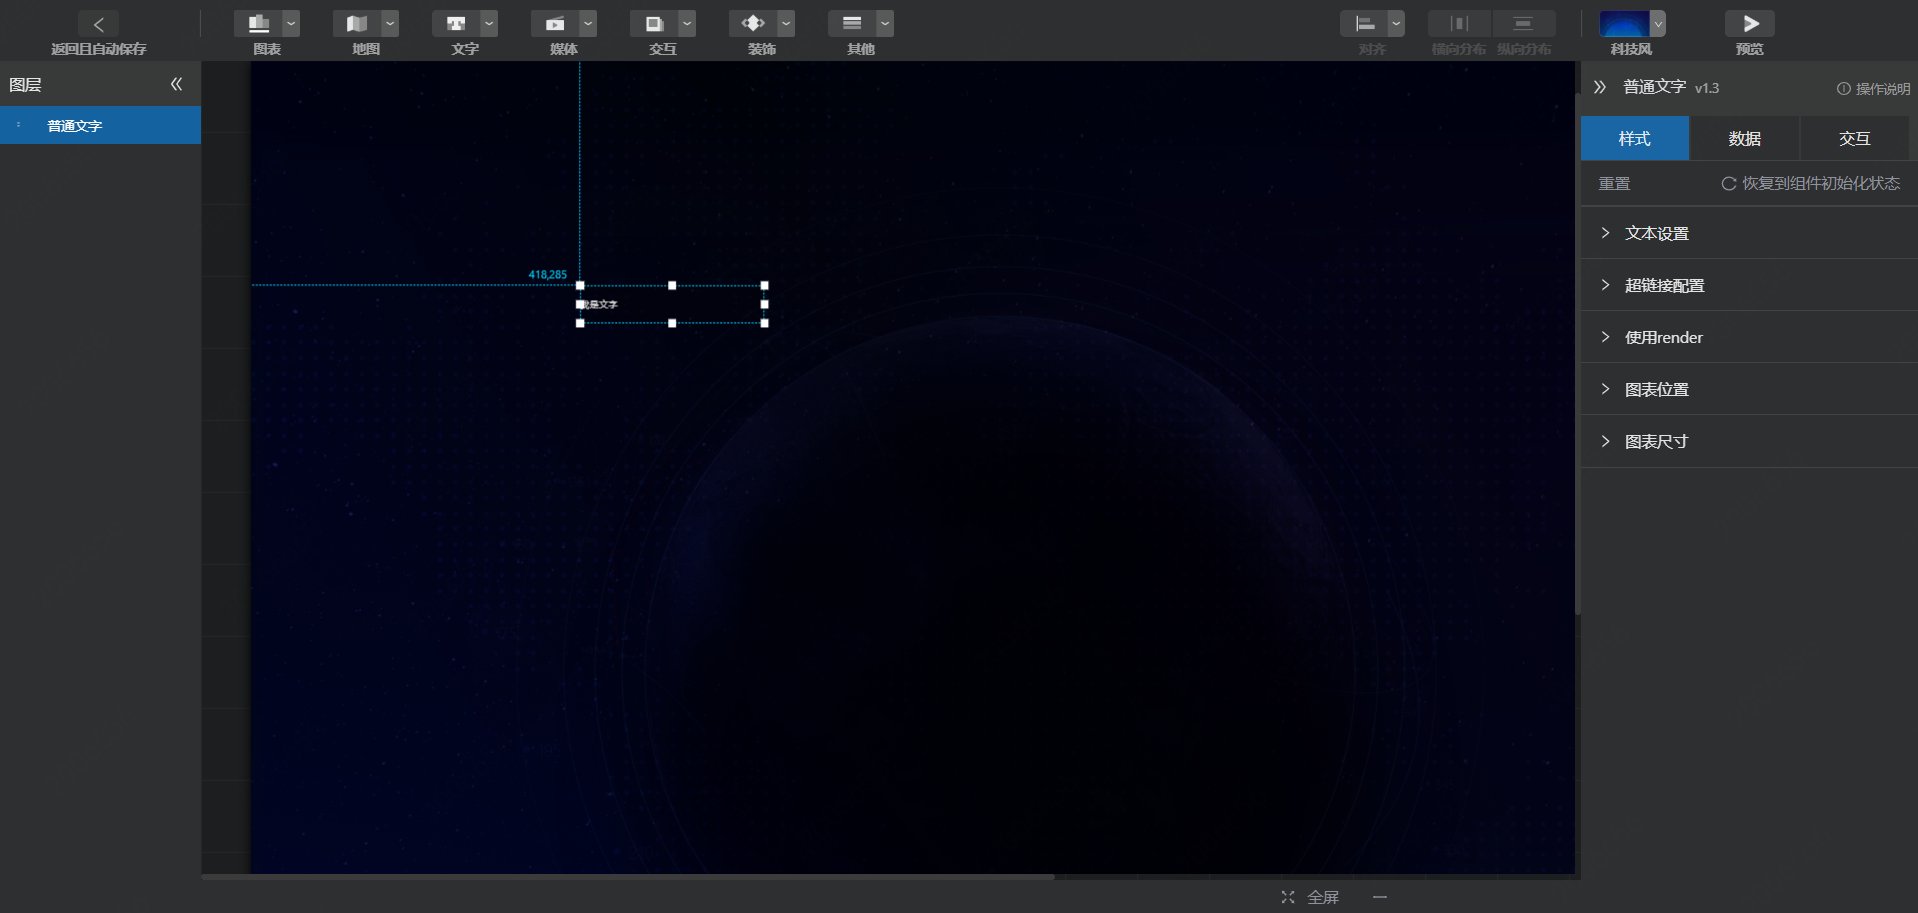 返回日自动保存
图表
地图
文字
媒体
交互
装饰
其他
对齐
横向分布
纵向分布
科技风
预览
图层
普通文字
418,285
是文字
普通文字 v1.3
操作说明
样式
数据
交互
重置
恢复到组件初始化状态
文本设置
超链接配置
使用render
图表位置
图表尺寸
全屏